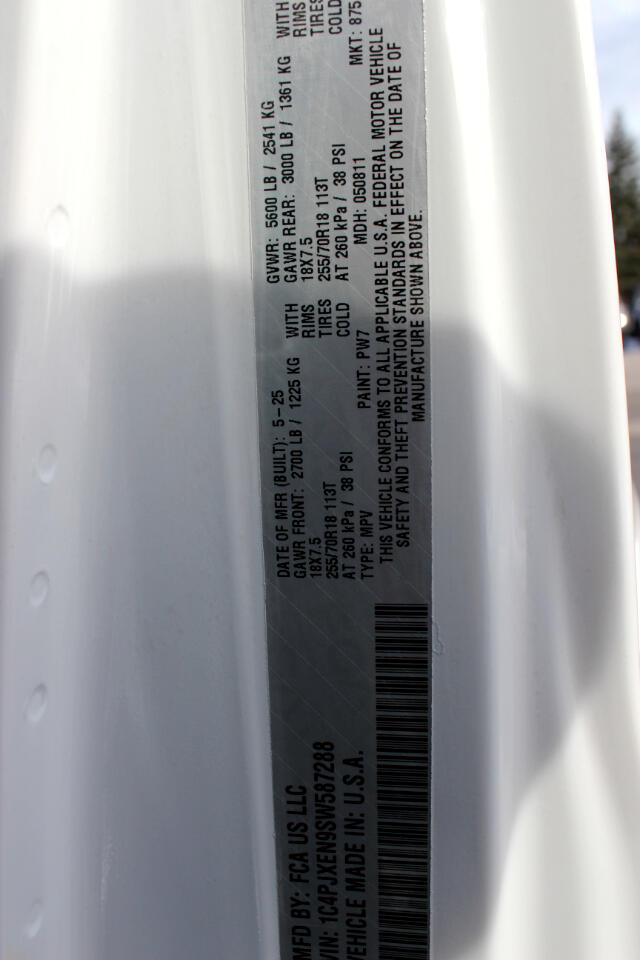 MFD BY: FCA US LLC
VIN: 1C4PJXEN9SW587288
VEHICLE MADE IN: U.S.A.
DATE OF MFR (BUILT): 5-25 GVWR: 5600 LB / 2541 KG
GAWR FRONT: 2700 LB / 1225 KG WITH GAWR REAR: 3000 LB / 1361 KG WITH
18X7.5 RIMS 18X7.5 RIMS
255/70R18 113T TIRES 255/70R18 113T TIRES
AT 260 kPa / 38 PSI COLD AT 260 kPa / 38 PSI COLD
TYPE: MPV PAINT: PW7 MDH: 050811 MKT: 875
THIS VEHICLE CONFORMS TO ALL APPLICABLE U.S.A. FEDERAL MOTOR VEHICLE
SAFETY AND THEFT PREVENTION STANDARDS IN EFFECT ON THE DATE OF
MANUFACTURE SHOWN ABOVE.